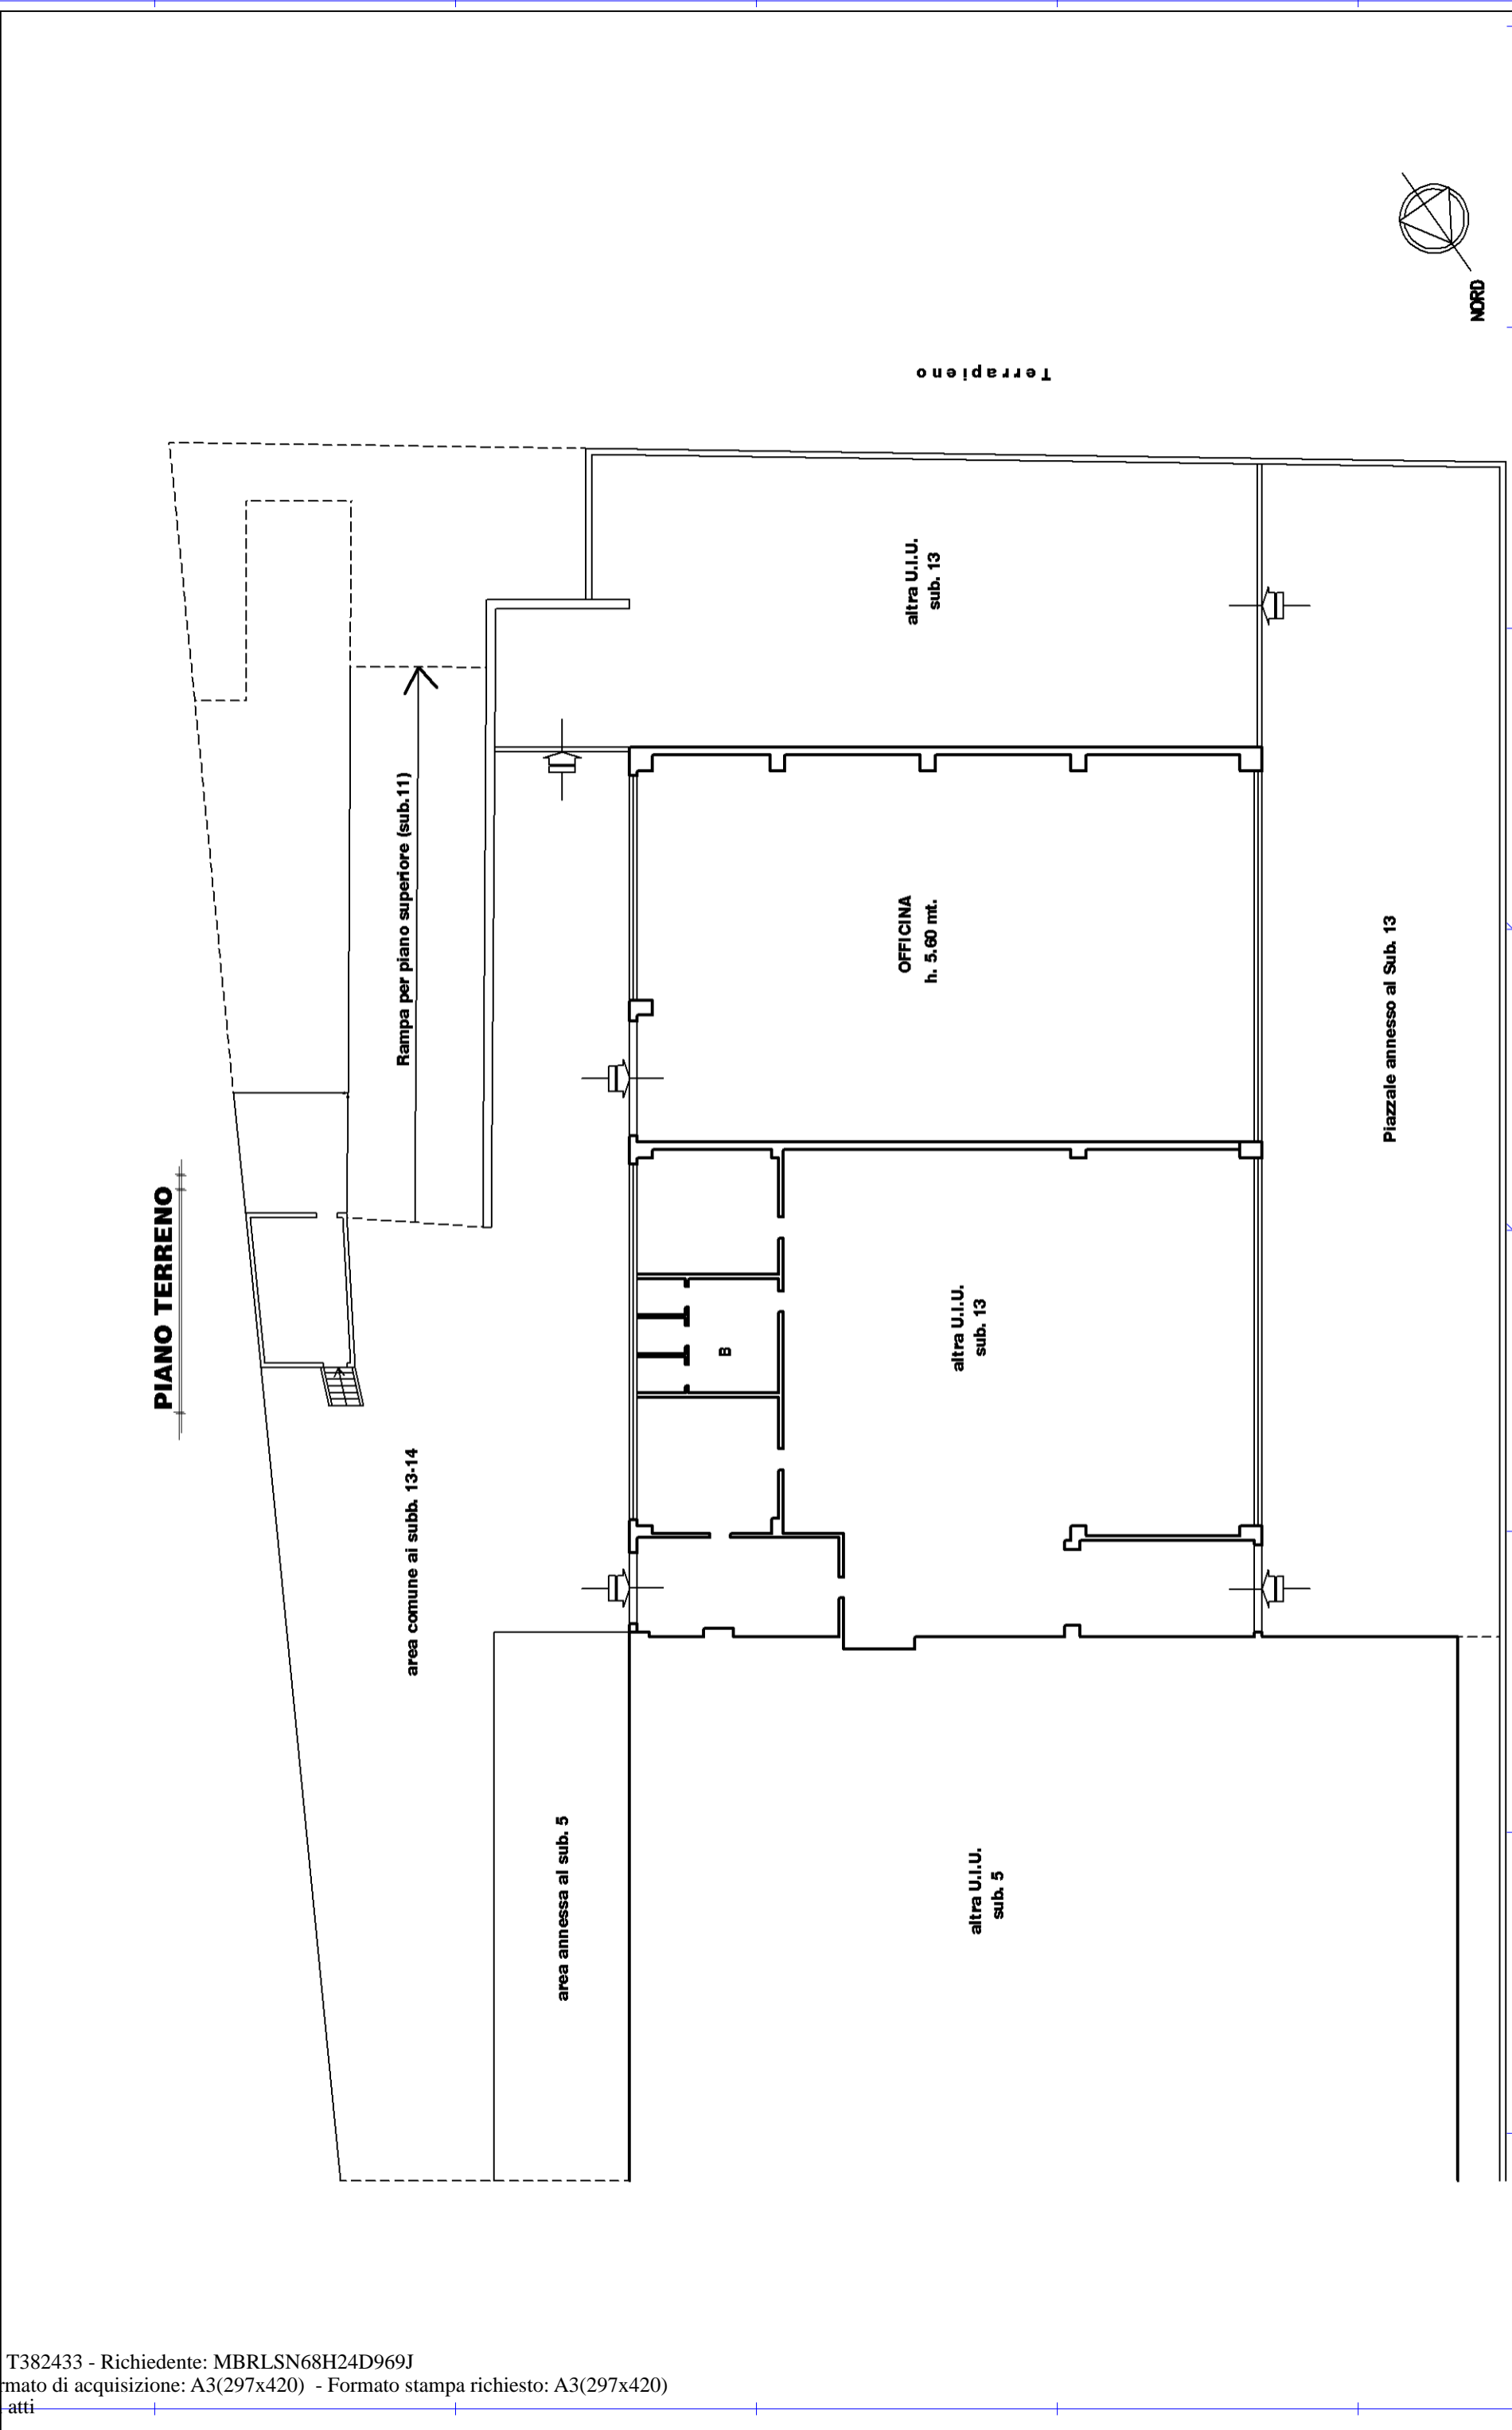 PIANO TERRENO
NORD
Terrapieno
altra U.I.U.
sub. 13
Rampa per piano superiore (sub.11)
OFFICINA
h. 5.60 mt.
Piazzale annesso al Sub. 13
B
altra U.I.U.
sub. 13
area comune ai subb. 13-14
area annessa al sub. 5
altra U.I.U.
sub. 5
T382433 - Richiedente: MBRLSN68H24D969J
rmato di acquisizione: A3(297x420) - Formato stampa richiesto: A3(297x420)
atti